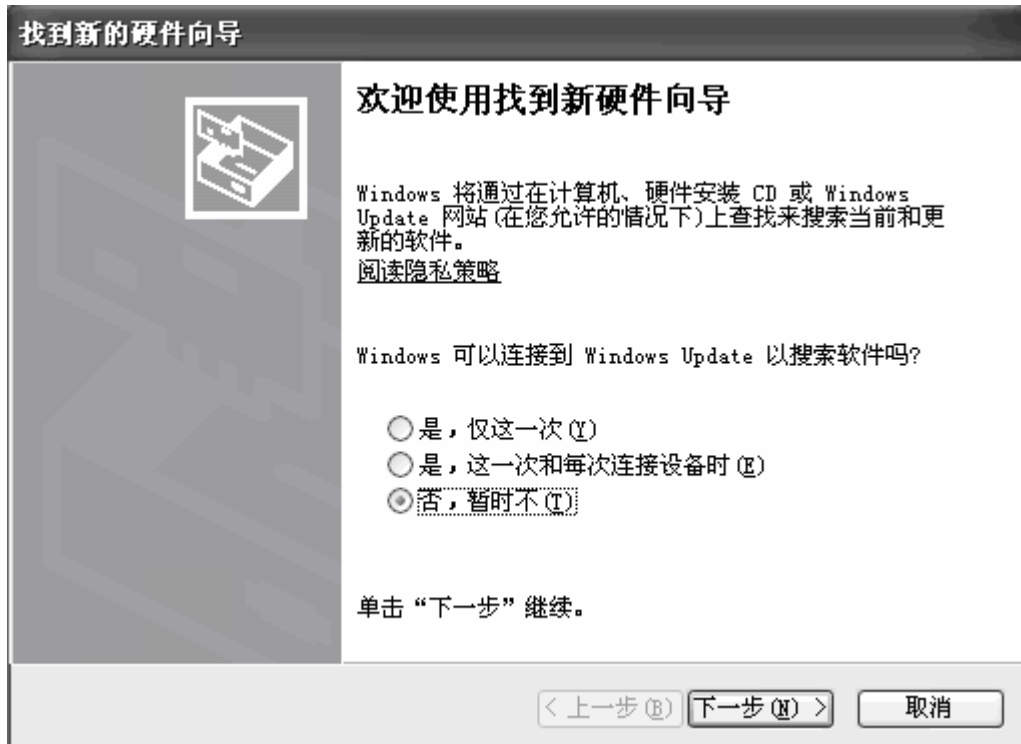 找到新的硬件向导
欢迎使用找到新硬件向导
Windows 将通过在计算机、硬件安装 CD 或 Windows
Update 网站(在您允许的情况下)上查找来搜索当前和更
新的软件。
阅读隐私策略
Windows 可以连接到 Windows Update 以搜索软件吗?
是，仅这一次(Y)
是，这一次和每次连接设备时(E)
否，暂时不(T)
单击“下一步”继续。
< 上一步(B) 下一步(N) > 取消